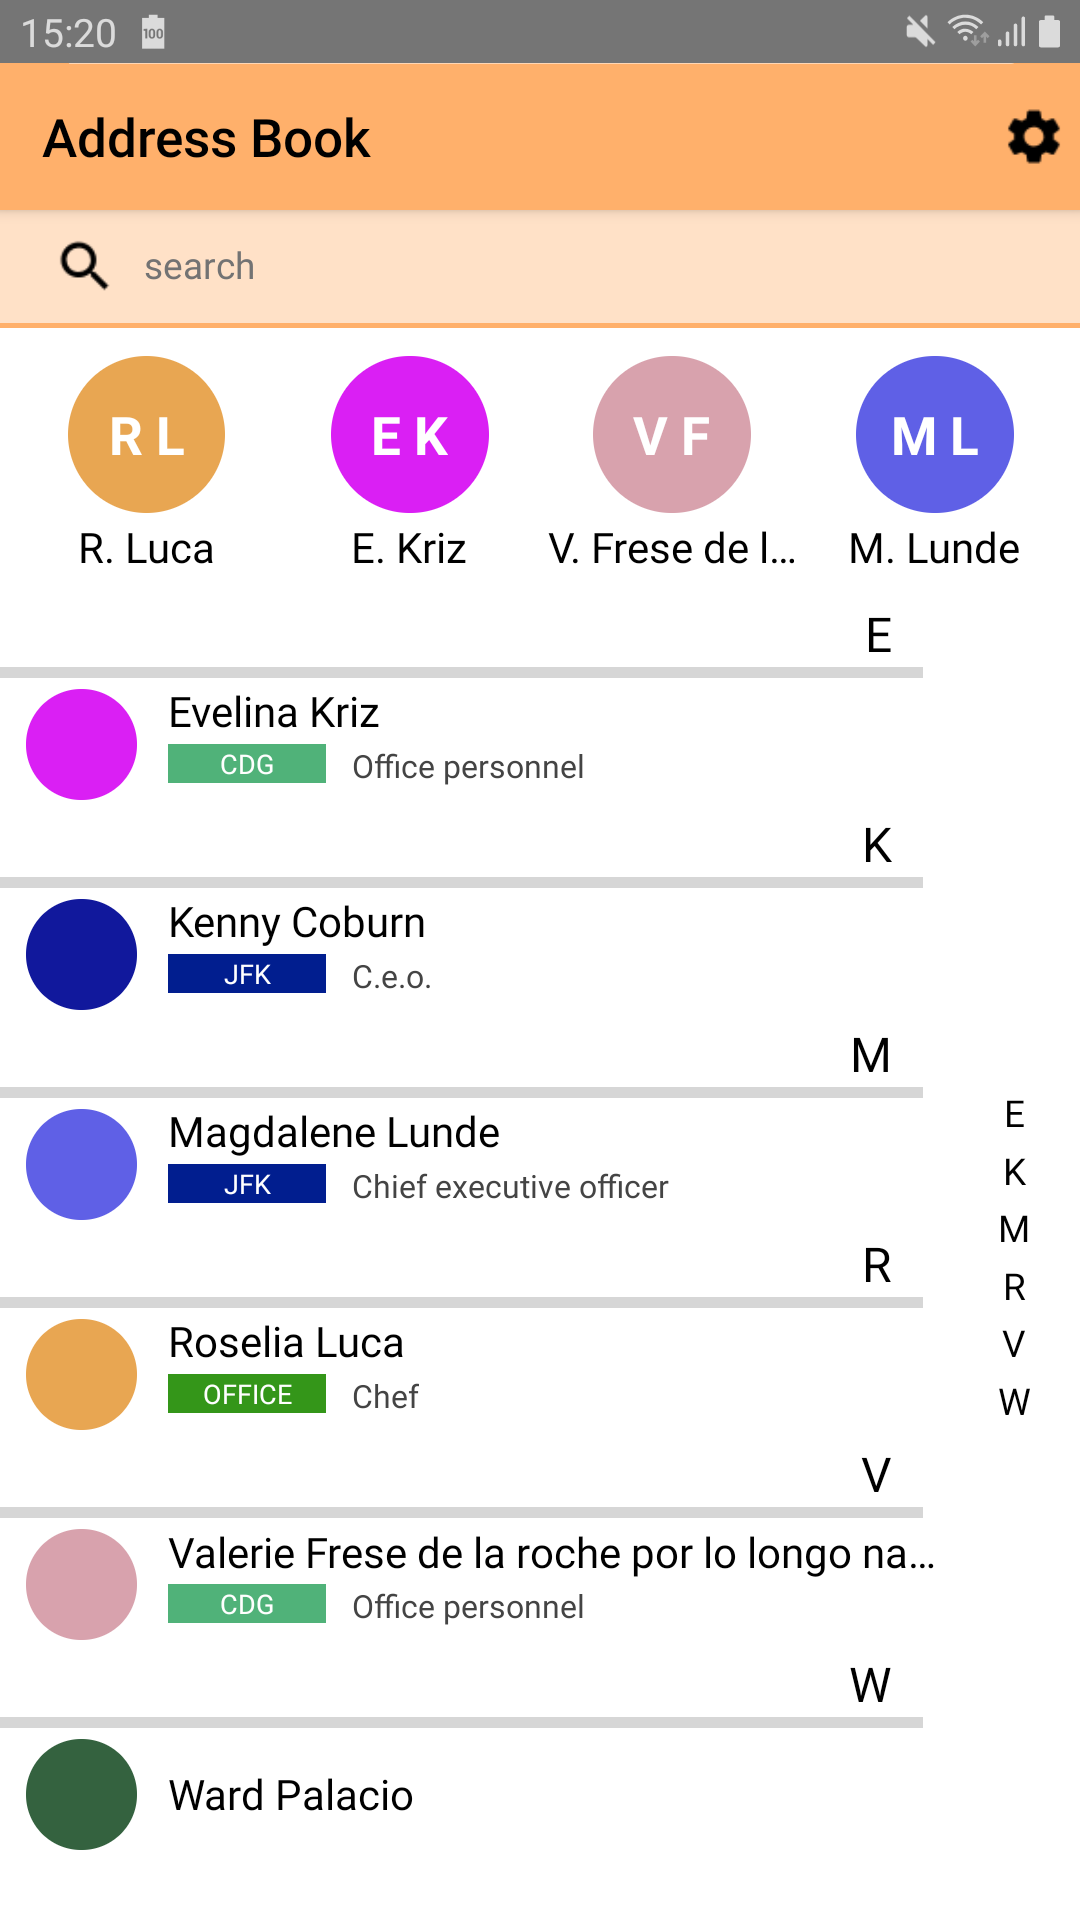 15:20 100
Address Book
search
R L E K V F M L
R. Luca E. Kriz V. Frese de l... M. Lunde
E
Evelina Kriz
CDG Office personnel
K
Kenny Coburn
JFK C.e.o.
M
Magdalene Lunde
JFK Chief executive officer
R
Roselia Luca
OFFICE Chef
V
Valerie Frese de la roche por lo longo na...
CDG Office personnel
W
Ward Palacio
E
K
M
R
V
W